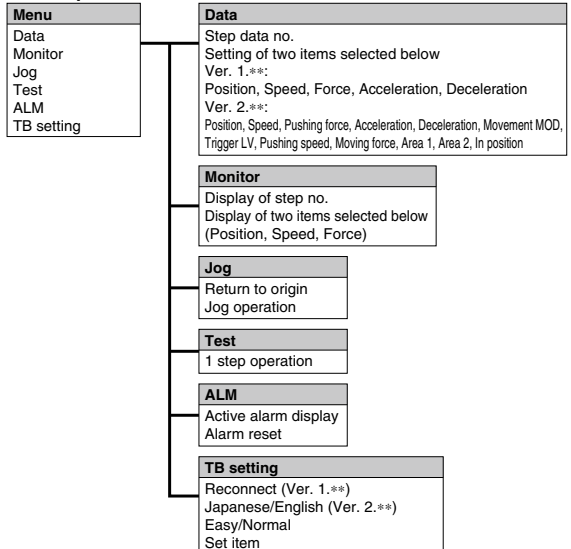 Menu
Data
Monitor
Jog
Test
ALM
TB setting
Data
Step data no.
Setting of two items selected below
Ver. 1.∗∗:
Position, Speed, Force, Acceleration, Deceleration
Ver. 2.∗∗:
Position, Speed, Pushing force, Acceleration, Deceleration, Movement MOD,
Trigger LV, Pushing speed, Moving force, Area 1, Area 2, In position
Monitor
Display of step no.
Display of two items selected below
(Position, Speed, Force)
Jog
Return to origin
Jog operation
Test
1 step operation
ALM
Active alarm display
Alarm reset
TB setting
Reconnect (Ver. 1.∗∗)
Japanese/English (Ver. 2.∗∗)
Easy/Normal
Set item